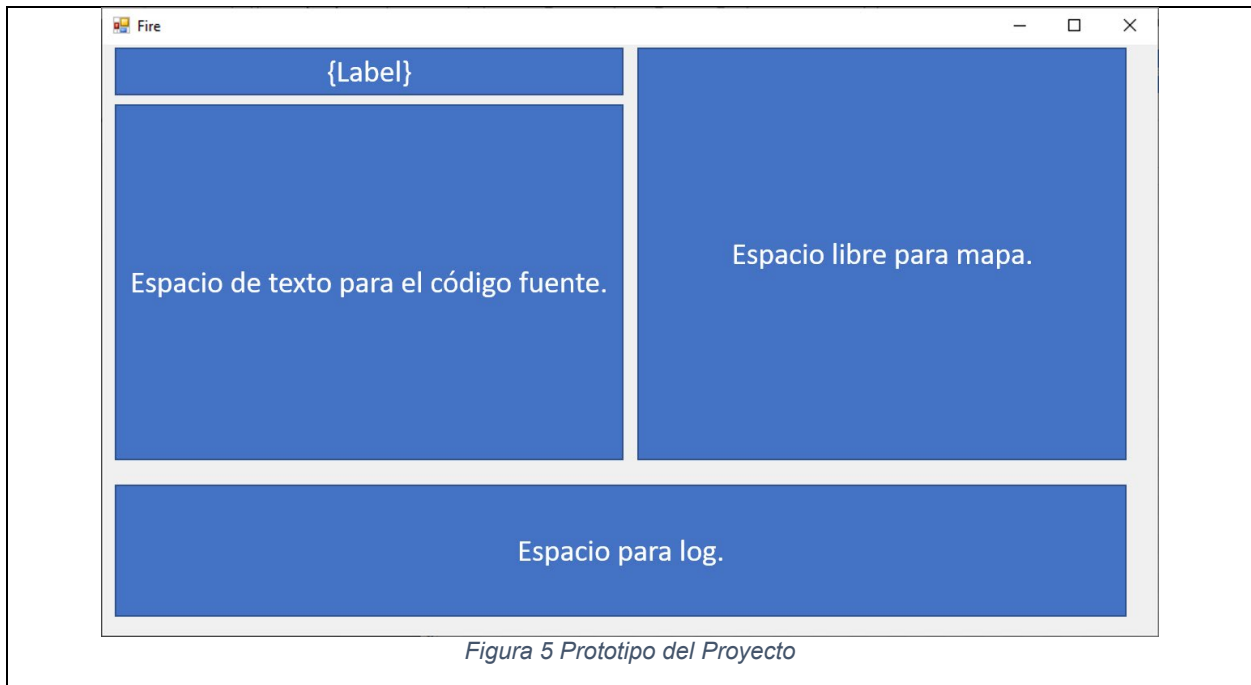 Fire
{Label}
Espacio de texto para el código fuente.
Espacio libre para mapa.
Espacio para log.
Figura 5 Prototipo del Proyecto